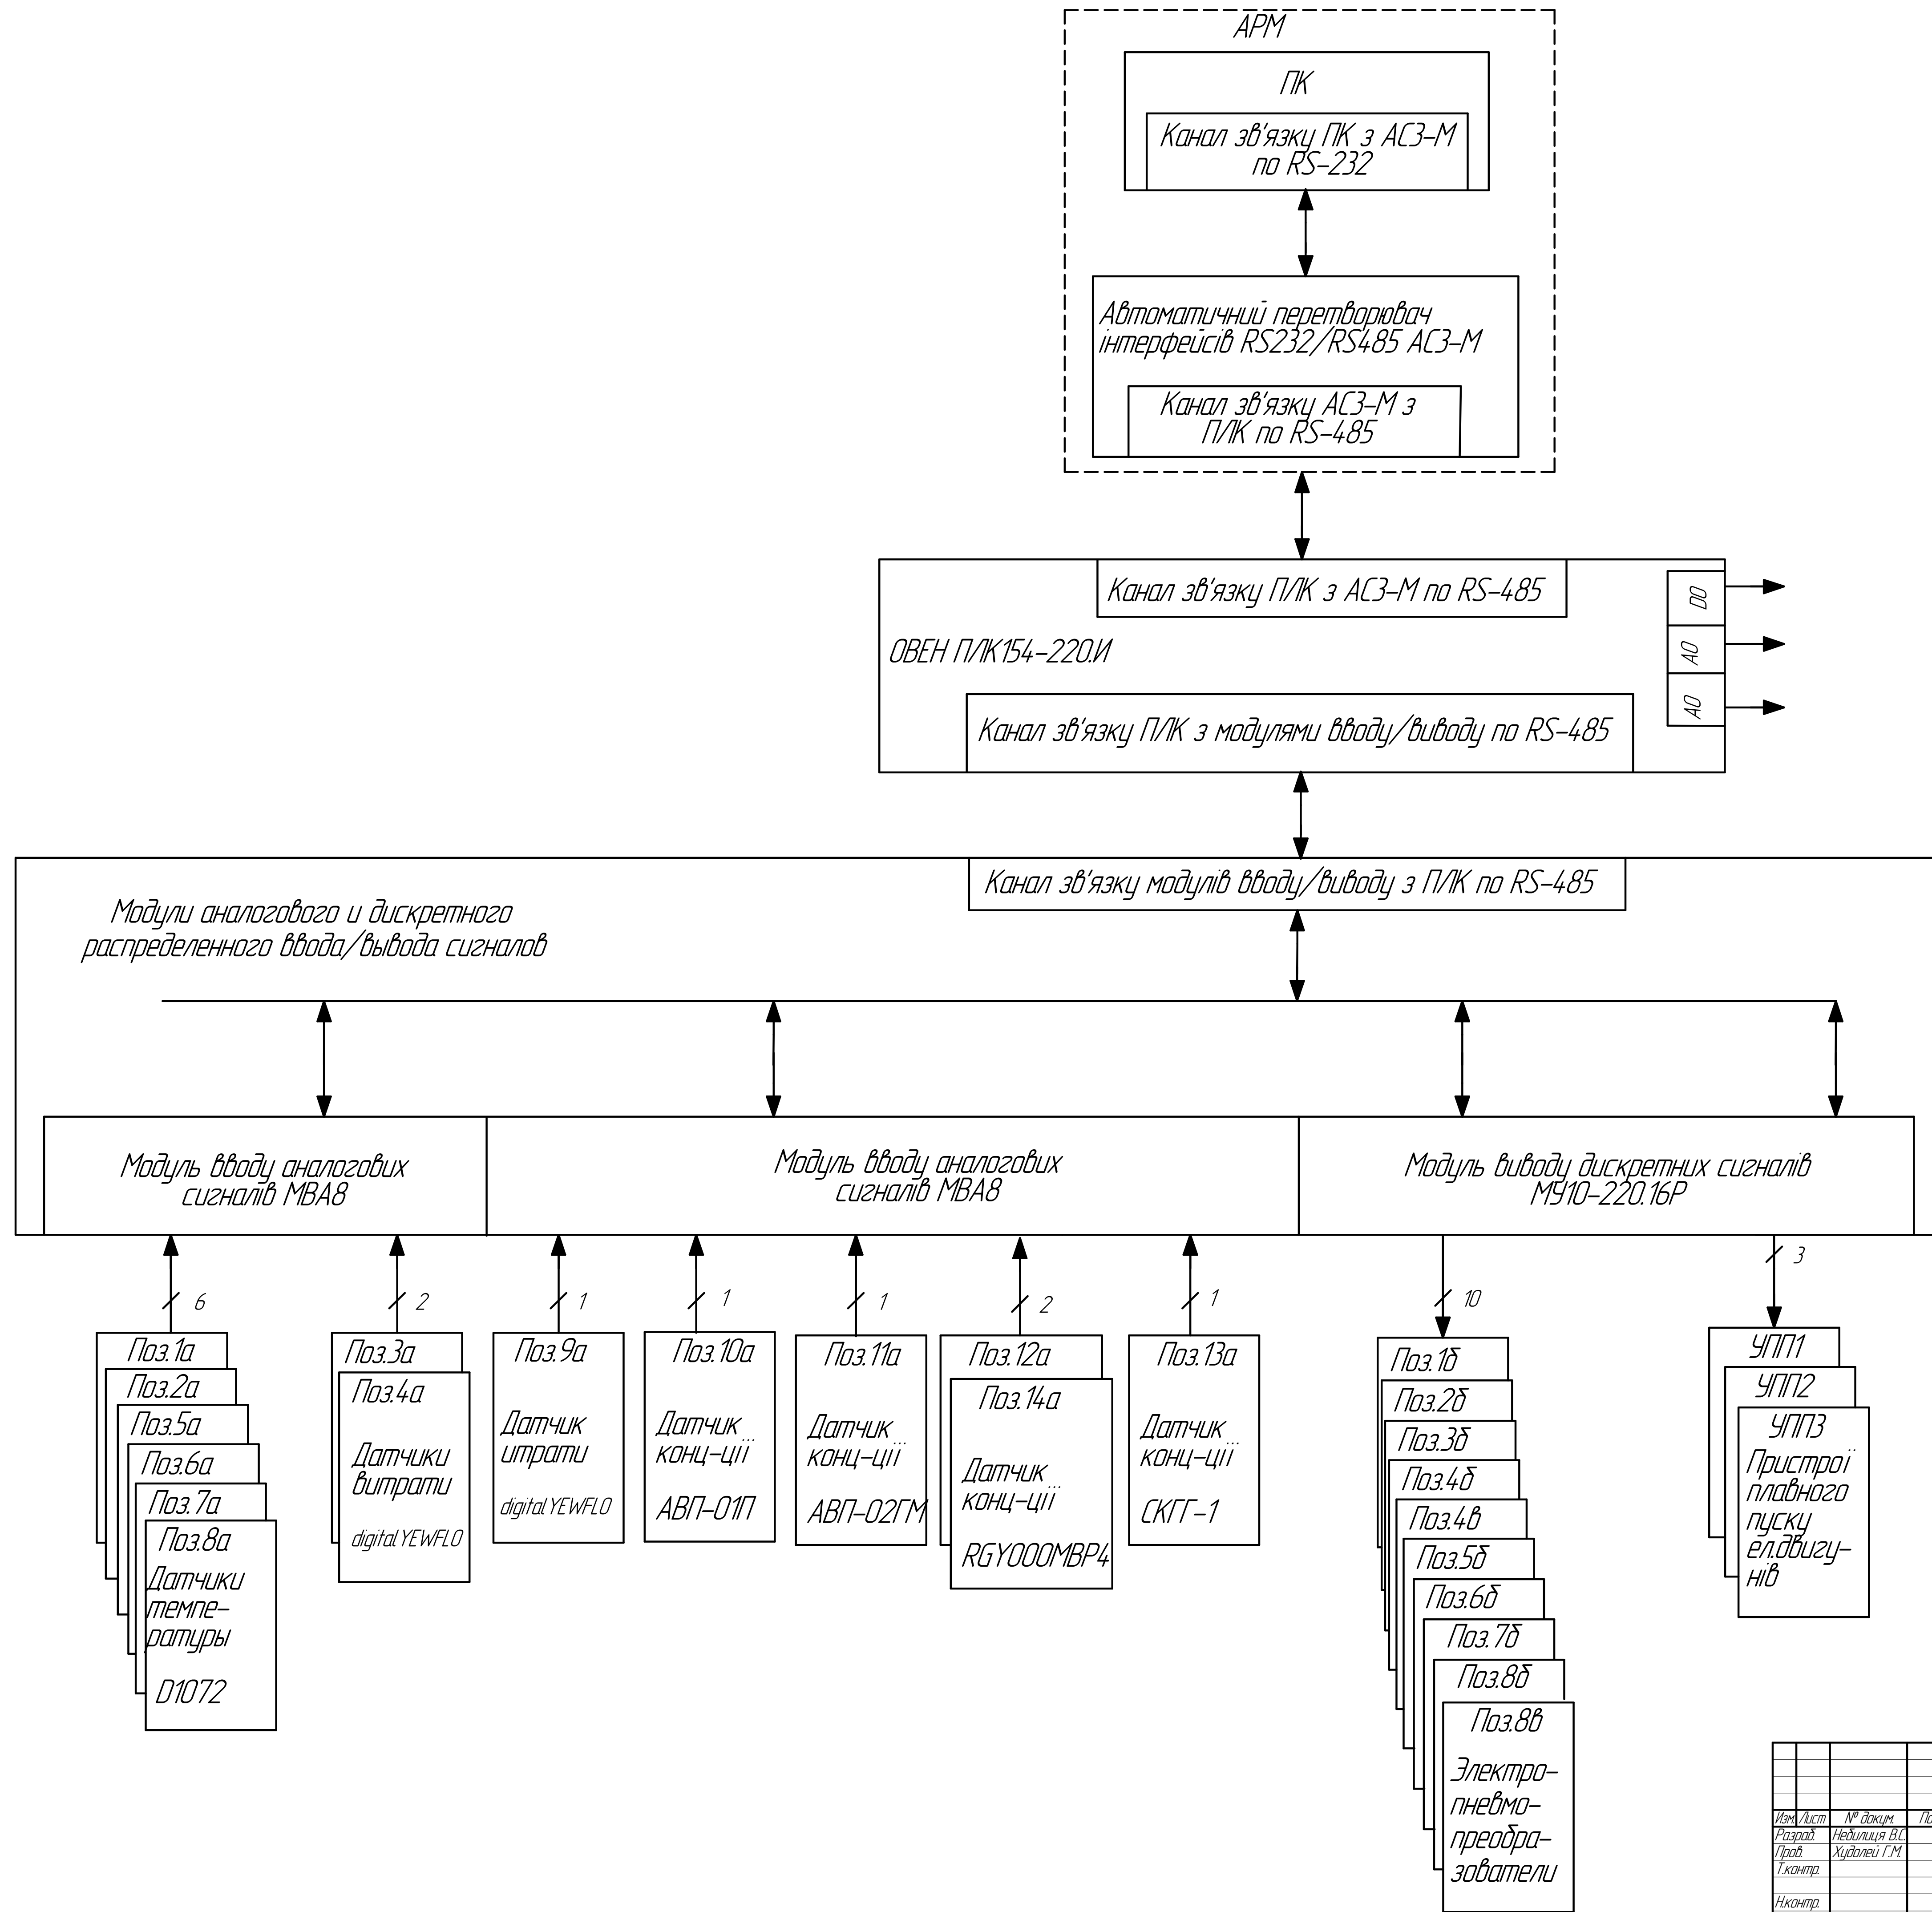 АРМ
ПК
Канал зв'язку ПК з АС3-М
по RS-232
Автоматичний перетворювач
інтерфейсів RS232/RS485 АС3-М
Канал зв'язку АС3-М з
ПЛК по RS-485
Канал зв'язку ПЛК з АС3-М по RS-485
DO
ОВЕН ПЛК154-220.И
AO
AO
Канал зв'язку ПЛК з модулями вводу/виводу по RS-485
Канал зв'язку модулів вводу/виводу з ПЛК по RS-485
Модули аналогового и дискретного
распределенного ввода/вывода сигналов
Модуль вводу аналогових
сигналів МВА8
Модуль вводу аналогових
сигналів МВА8
Модуль виводу дискретних сигналів
МУ10-220.16Р
6
2
1
1
1
2
1
10
3
Поз.1а
Поз.2а
Поз.5а
Поз.6а
Поз.7а
Поз.8а
Датчики
темпе-
ратуры
D1072
Поз.3а
Поз.4а
Датчики
витрати
digitalYEWFLO
Поз.9а
Датчик
итрати
digitalYEWFLO
Поз.10а
Датчик
конц-ції
АВП-01П
Поз.11а
Датчик
конц-ції
АВП-02ГМ
Поз.12а
Поз.14а
Датчик
конц-ції
RGY000MBP4
Поз.13а
Датчик
конц-ції
СКГГ-1
Поз.1б
Поз.2б
Поз.3б
Поз.4б
Поз.4в
Поз.5б
Поз.6б
Поз.7б
Поз.8б
Поз.8в
Электро-
пневмо-
преобра-
зователи
УПП1
УПП2
УПП3
Пристрої
плавного
пуску
ел.двигу-
нів
Изм. Лист № докум.
Разраб. Небилиця В.С.
Пров. Худолей Г.М.
Т.контр.
Н.контр.